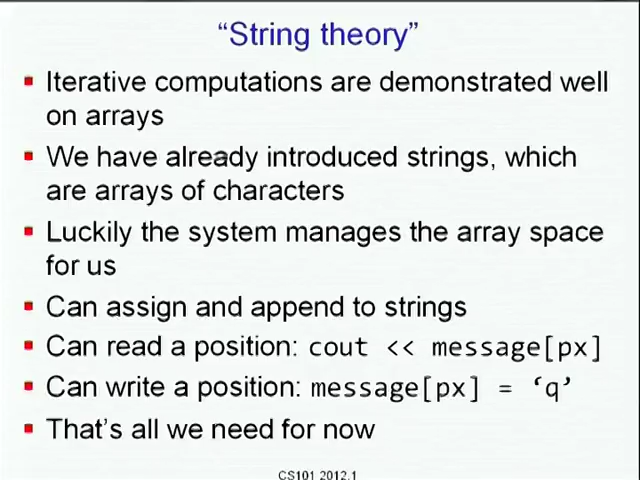 “String theory”
Iterative computations are demonstrated well
on arrays
We have already introduced strings, which
are arrays of characters
Luckily the system manages the array space
for us
Can assign and append to strings
Can read a position: cout << message[px]
Can write a position: message[px] = ‘q’
That’s all we need for now
CS101 2012.1